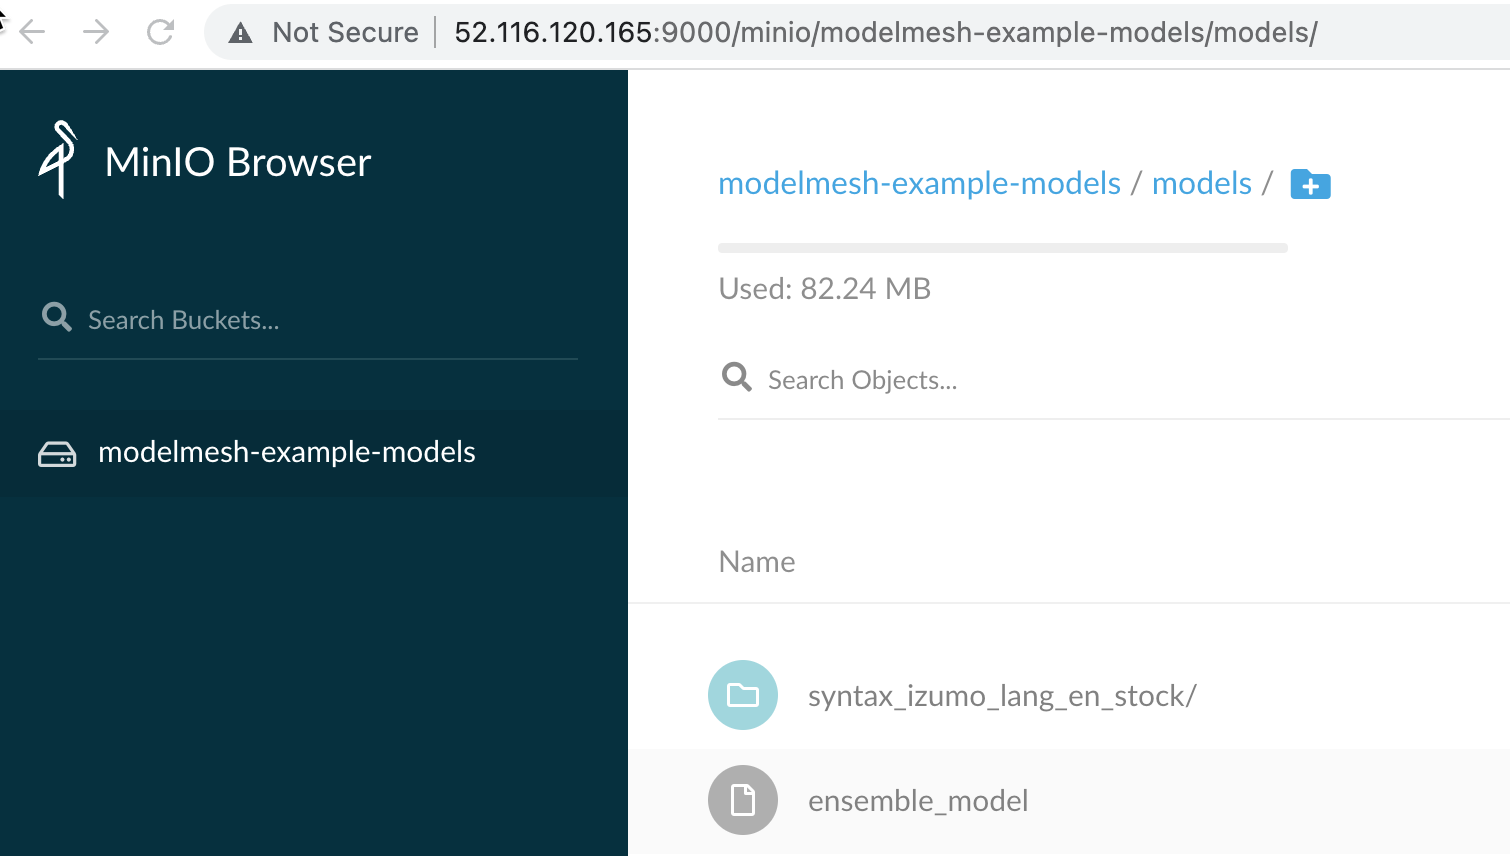 Not Secure | 52.116.120.165:9000/minio/modelmesh-example-models/models/
MinIO Browser
Search Buckets...
modelmesh-example-models
modelmesh-example-models / models /
Used: 82.24 MB
Search Objects...
Name
syntax_izumo_lang_en_stock/
ensemble_model